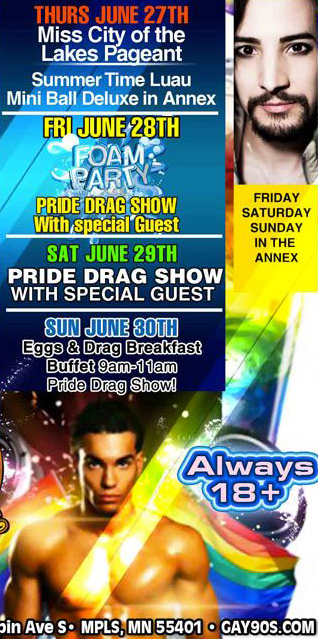 THURS JUNE 27TH
Miss City of the
Lakes Pageant
Summer Time Luau
Mini Ball Deluxe in Annex
FRI JUNE 28TH
FOAM
PARTY
PRIDE DRAG SHOW
With special Guest
SAT JUNE 29TH
PRIDE DRAG SHOW
WITH SPECIAL GUEST
SUN JUNE 30TH
Eggs & Drag Breakfast
Buffet 9am-11am
Pride Drag Show!
FRIDAY
SATURDAY
SUNDAY
IN THE
ANNEX
Always
18+
pin Ave S • MPLS, MN 55401 • GAY90S.COM